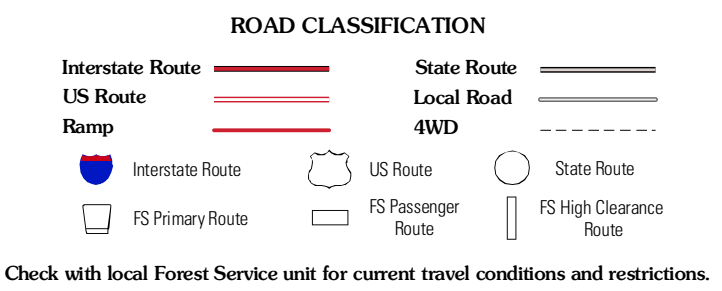 ROAD CLASSIFICATION
Interstate Route
State Route
US Route
Local Road
Ramp
4WD
Interstate Route
US Route
State Route
FS Primary Route
FS Passenger
Route
FS High Clearance
Route
Check with local Forest Service unit for current travel conditions and restrictions.